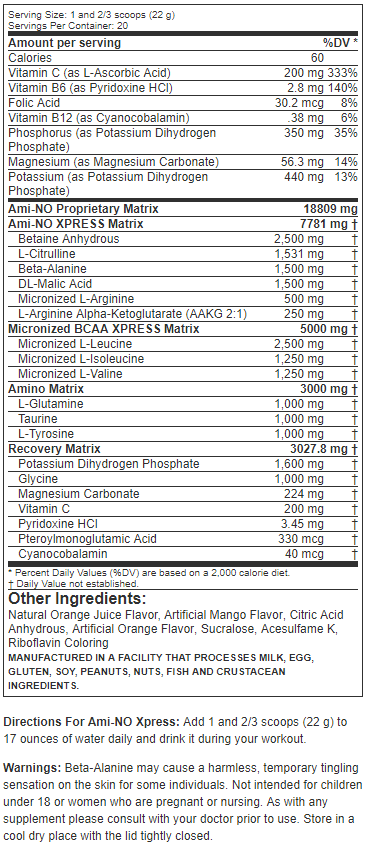 Serving Size: 1 and 2/3 scoops (22 g)
Servings Per Container: 20
Amount per serving %DV *
Calories 60
Vitamin C (as L-Ascorbic Acid) 200 mg 333%
Vitamin B6 (as Pyridoxine HCl) 2.8 mg 140%
Folic Acid 30.2 mcg 8%
Vitamin B12 (as Cyanocobalamin) .38 mg 6%
Phosphorus (as Potassium Dihydrogen 350 mg 35%
Phosphate)
Magnesium (as Magnesium Carbonate) 56.3 mg 14%
Potassium (as Potassium Dihydrogen 440 mg 13%
Phosphate)
Ami-NO Proprietary Matrix 18809 mg
Ami-NO XPRESS Matrix 7781 mg †
Betaine Anhydrous 2,500 mg †
L-Citrulline 1,531 mg †
Beta-Alanine 1,500 mg †
DL-Malic Acid 1,500 mg †
Micronized L-Arginine 500 mg †
L-Arginine Alpha-Ketoglutarate (AAKG 2:1) 250 mg †
Micronized BCAA XPRESS Matrix 5000 mg †
Micronized L-Leucine 2,500 mg †
Micronized L-Isoleucine 1,250 mg †
Micronized L-Valine 1,250 mg †
Amino Matrix 3000 mg †
L-Glutamine 1,000 mg †
Taurine 1,000 mg †
L-Tyrosine 1,000 mg †
Recovery Matrix 3027.8 mg †
Potassium Dihydrogen Phosphate 1,600 mg †
Glycine 1,000 mg †
Magnesium Carbonate 224 mg †
Vitamin C 200 mg †
Pyridoxine HCl 3.45 mg †
Pteroylmonoglutamic Acid 330 mcg †
Cyanocobalamin 40 mcg †
* Percent Daily Values (%DV) are based on a 2,000 calorie diet.
† Daily Value not established.
Other Ingredients:
Natural Orange Juice Flavor, Artificial Mango Flavor, Citric Acid
Anhydrous, Artificial Orange Flavor, Sucralose, Acesulfame K,
Riboflavin Coloring
MANUFACTURED IN A FACILITY THAT PROCESSES MILK, EGG,
GLUTEN, SOY, PEANUTS, NUTS, FISH AND CRUSTACEAN
INGREDIENTS.
Directions For Ami-NO Xpress: Add 1 and 2/3 scoops (22 g) to
17 ounces of water daily and drink it during your workout.
Warnings: Beta-Alanine may cause a harmless, temporary tingling
sensation on the skin for some individuals. Not intended for children
under 18 or women who are pregnant or nursing. As with any
supplement please consult with your doctor prior to use. Store in a
cool dry place with the lid tightly closed.